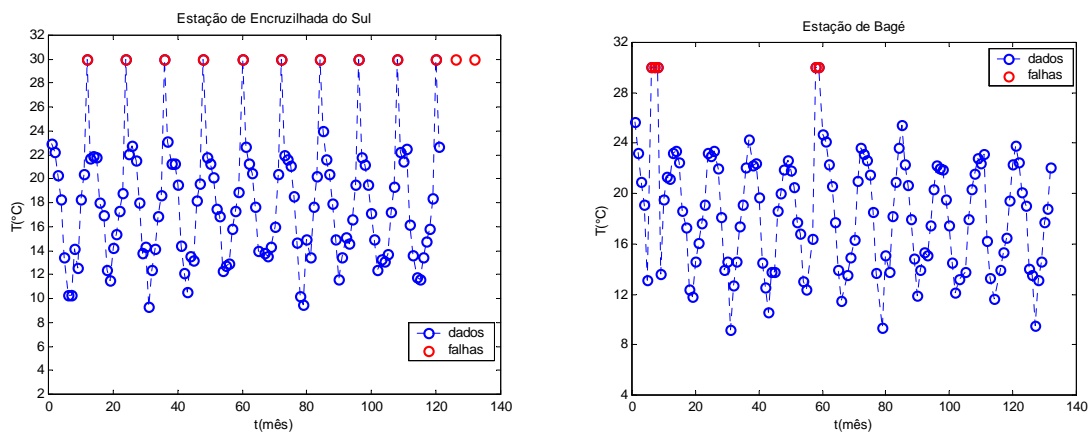 Estação de Encruzilhada do Sul
32
30
28
26
24
22
20
18
16
14
12
10
8
6
4
2
T(°C)
0 20 40 60 80 100 120 140
t(mês)
dados
falhas
Estação de Bagé
32
28
24
20
16
12
8
4
T(°C)
0 20 40 60 80 100 120 140
t(mês)
dados
falhas